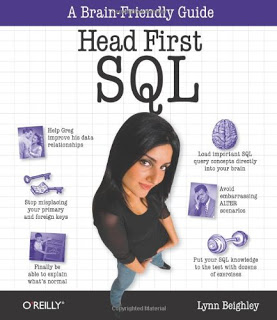 A Brain-Friendly Guide
Head First
SQL
Help Greg
improve his data
relationships
Load important SQL
query concepts directly
into your brain
Stop misplacing
your primary
and foreign keys
Avoid
embarrassing
ALTER
scenarios
Finally be
able to explain
what's normal
Put your SQL knowledge
to the test with dozens
of exercises
O'REILLY®
Lynn Beighley